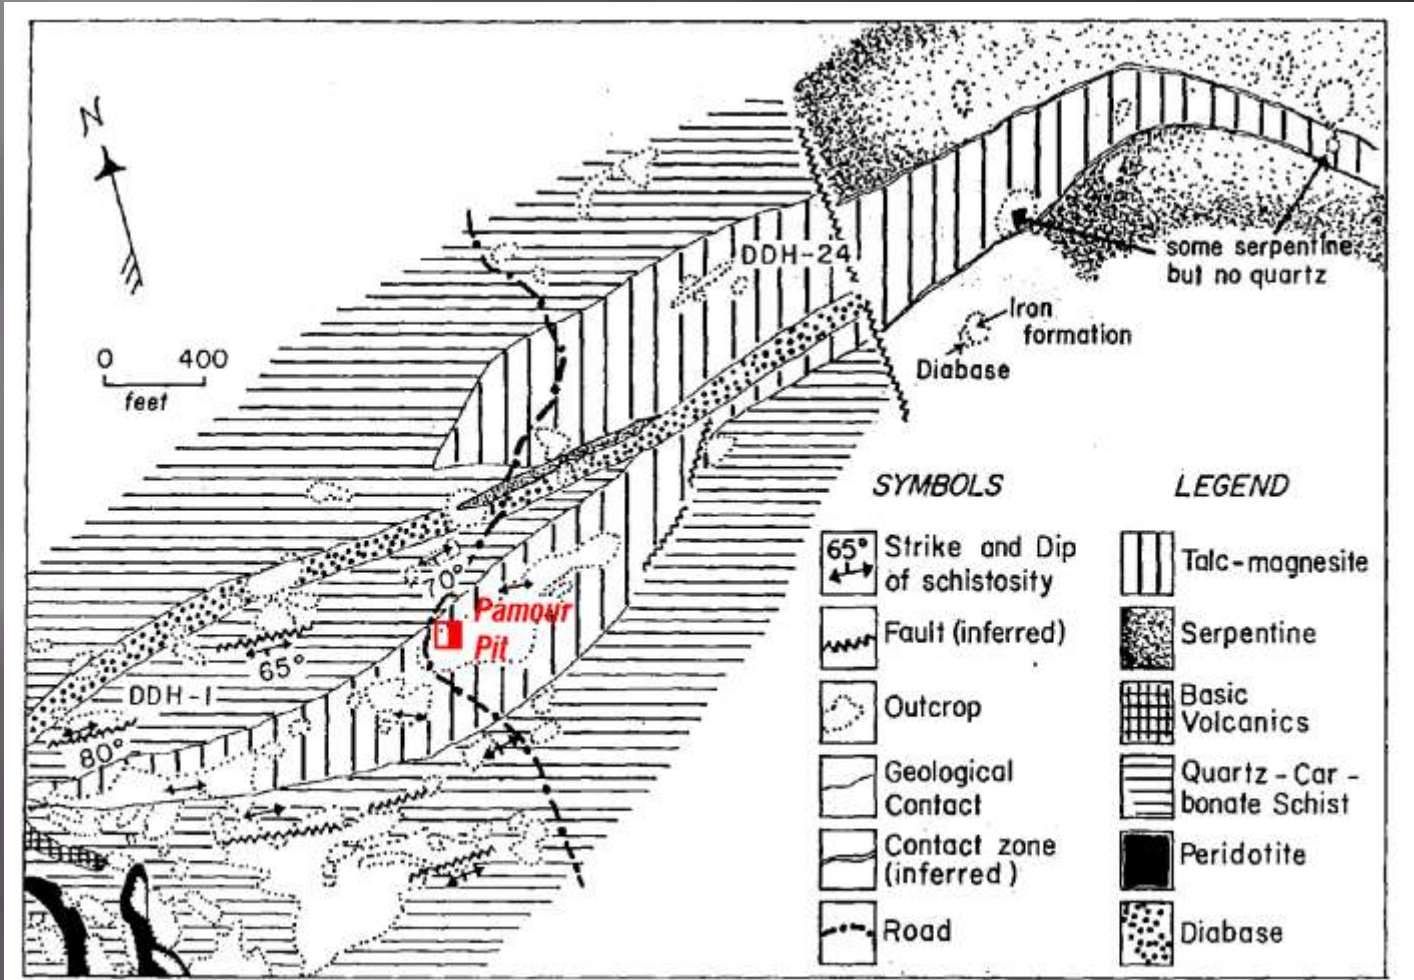 N
0 400
feet
DDH-24
some serpentine,
but no quartz
Iron
formation
Diabase
70°
Pamour
Pit
65°
DDH-1
80°
SYMBOLS
65° Strike and Dip
of schistosity
Fault (inferred)
Outcrop
Geological
Contact
Contact zone
(inferred)
Road
LEGEND
Talc-magnesite
Serpentine
Basic
Volcanics
Quartz-Car-
bonate Schist
Peridotite
Diabase